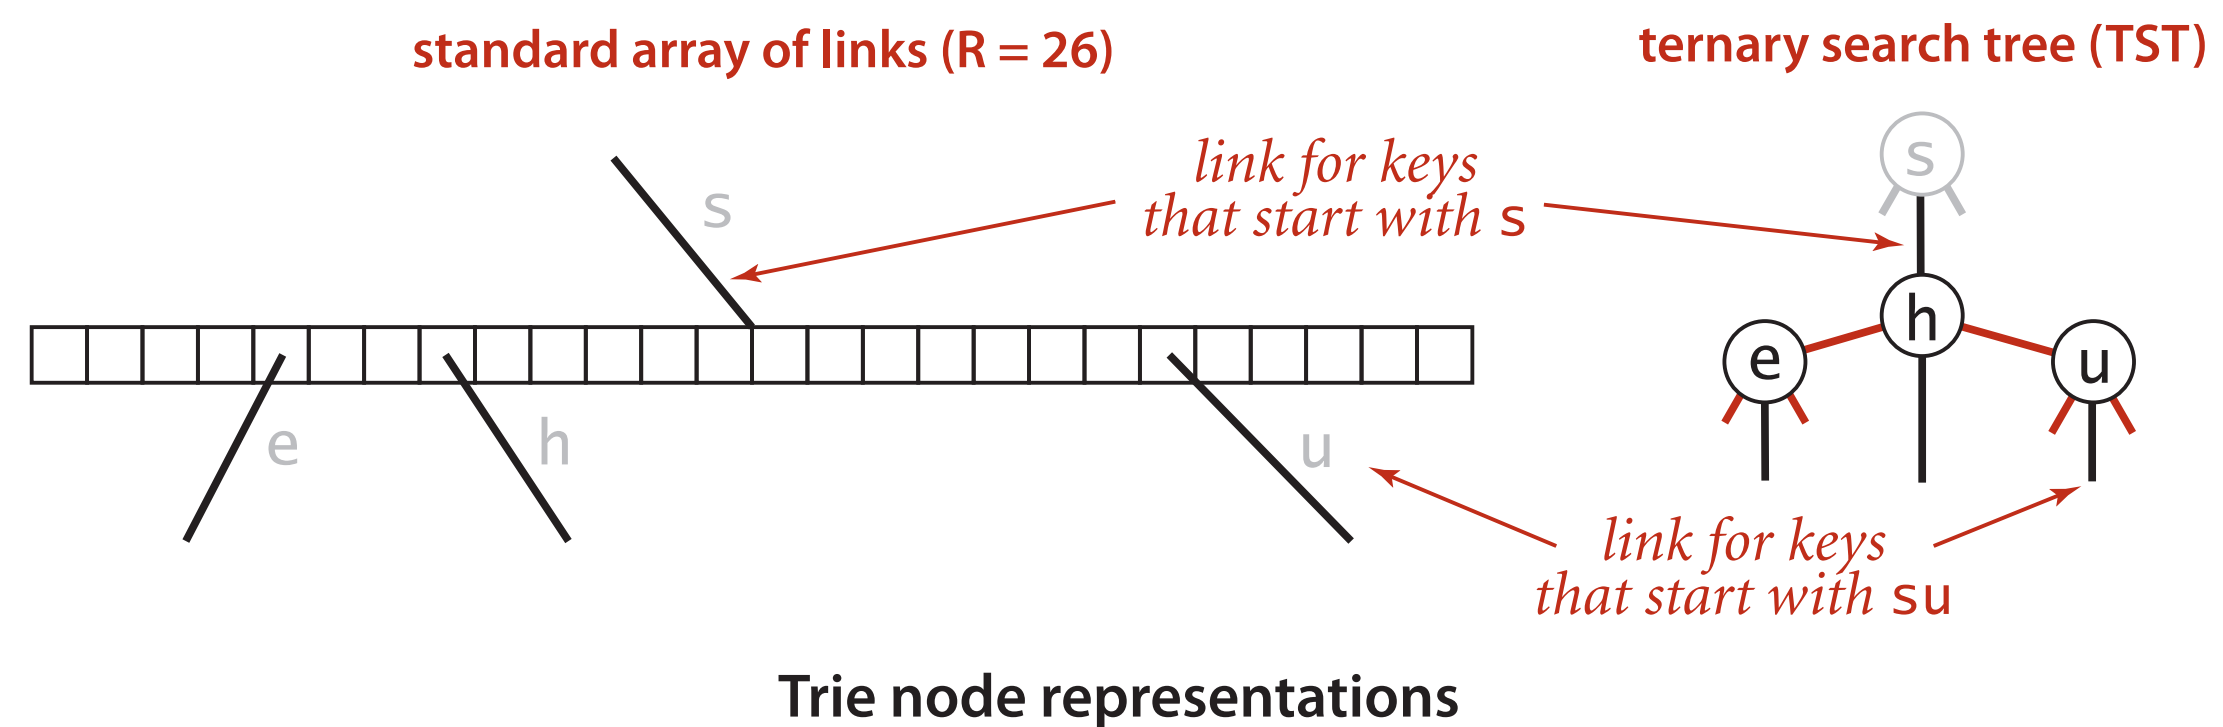 standard array of links (R = 26)
ternary search tree (TST)
link for keys
that start with s
s
s
h
e
u
e
h
u
link for keys
that start with su
Trie node representations